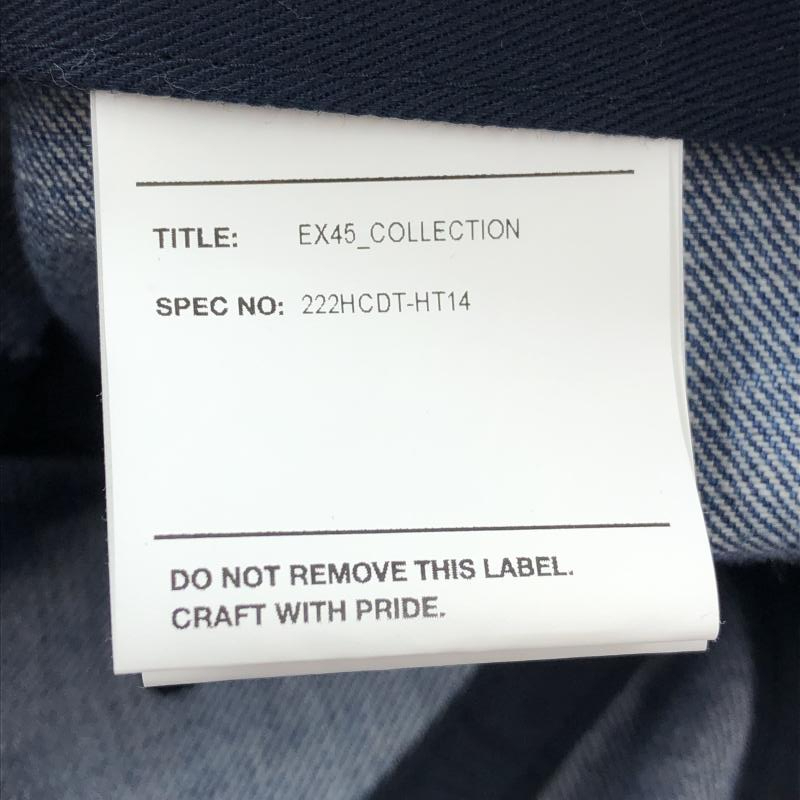 TITLE: EX45_COLLECTION
SPEC NO: 222HCDT-HT14
DO NOT REMOVE THIS LABEL.
CRAFT WITH PRIDE.